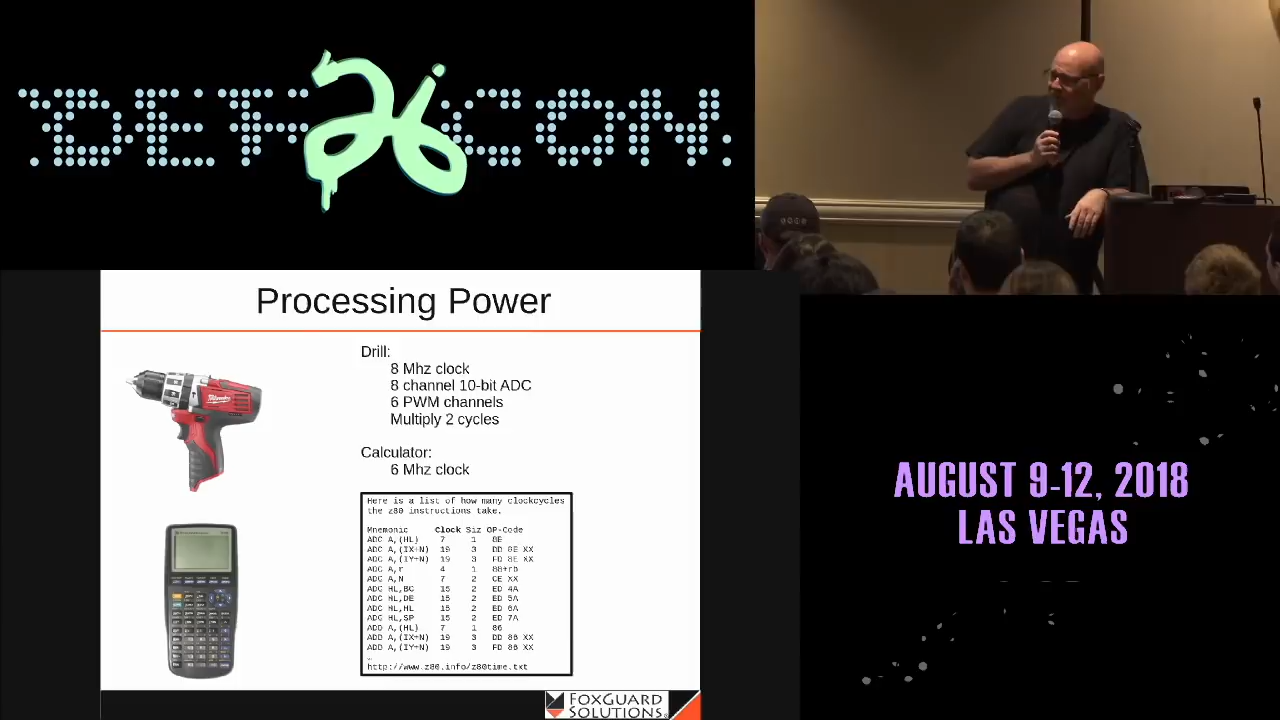 DEF 26 CON
Processing Power
Drill:
8 Mhz clock
8 channel 10-bit ADC
6 PWM channels
Multiply 2 cycles
Milwaukee
Calculator:
6 Mhz clock
Here is a list of how many clockcycles
the z80 instructions take.
Mnemonic Clock Siz OP-Code
ADC A,(HL) 7 1 8E
ADC A,(IX+N) 19 3 DD 8E XX
ADC A,(IY+N) 19 3 FD 8E XX
ADC A,r 4 1 88+rb
ADC A,N 7 2 CE XX
ADC HL,BC 15 2 ED 4A
ADC HL,DE 15 2 ED 5A
ADC HL,HL 15 2 ED 6A
ADC HL,SP 15 2 ED 7A
ADD A,(HL) 7 1 86
ADD A,(IX+N) 19 3 DD 86 XX
ADD A,(IY+N) 19 3 FD 86 XX
…
http://www.z80.info/z80time.txt
FOXGUARD
SOLUTIONS®
AUGUST 9-12, 2018
LAS VEGAS